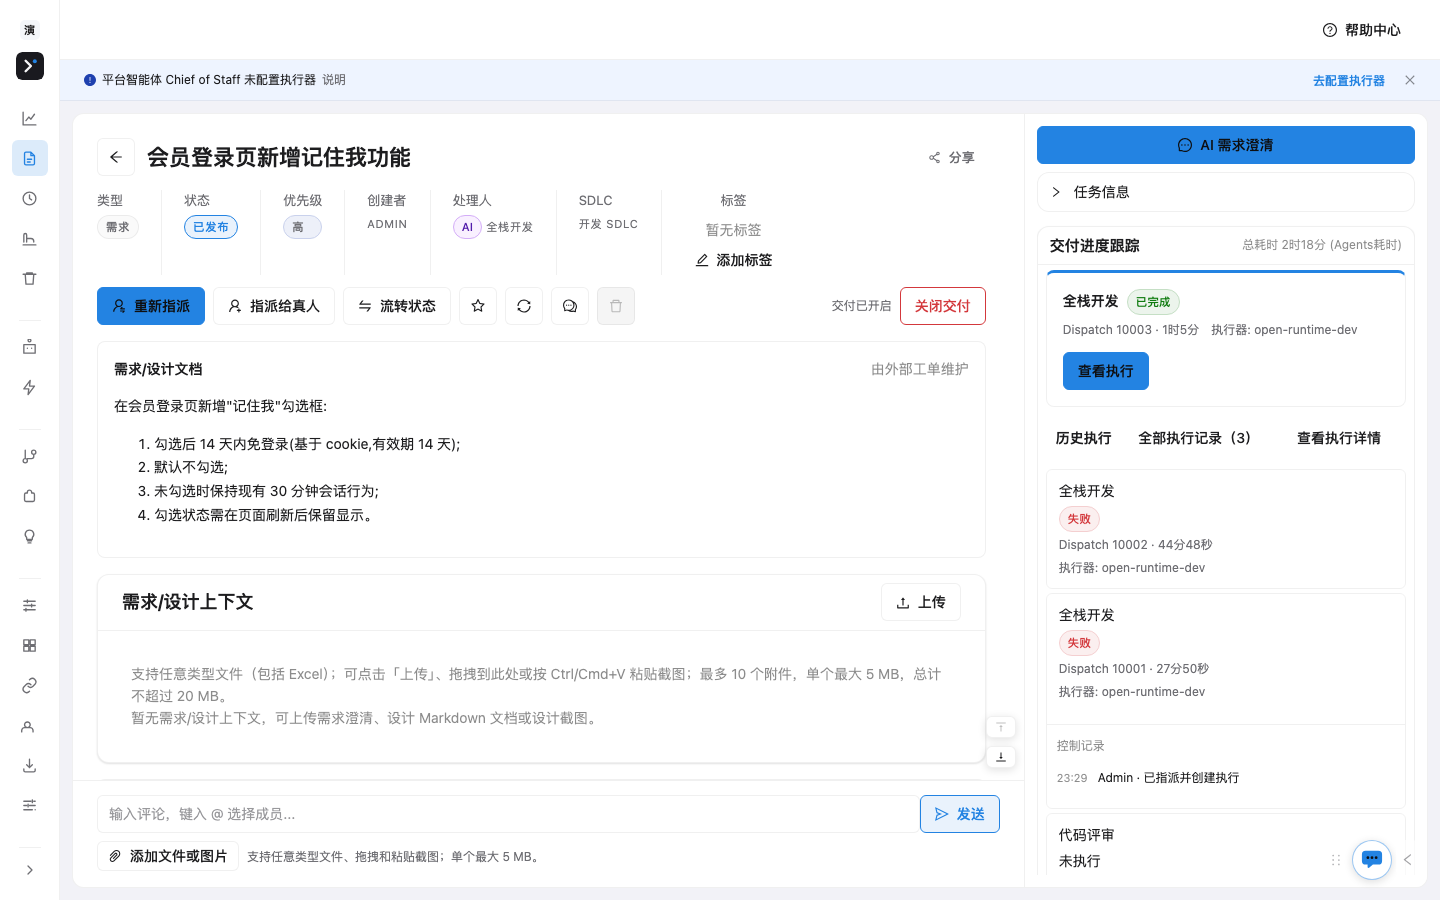 演
帮助中心
平台智能体 Chief of Staff 未配置执行器 说明
去配置执行器
会员登录页新增记住我功能
分享
类型
需求
状态
已发布
优先级
高
创建者
ADMIN
处理人
AI 全栈开发
SDLC
开发 SDLC
标签
暂无标签
添加标签
重新指派
指派给真人
流转状态
交付已开启
关闭交付
需求/设计文档
由外部工单维护
在会员登录页新增"记住我"勾选框:
1. 勾选后 14 天内免登录(基于 cookie,有效期 14 天);
2. 默认不勾选;
3. 未勾选时保持现有 30 分钟会话行为;
4. 勾选状态需在页面刷新后保留显示。
需求/设计上下文
上传
支持任意类型文件（包括 Excel）；可点击「上传」、拖拽到此处或按 Ctrl/Cmd+V 粘贴截图；最多 10 个附件，单个最大 5 MB，总计
不超过 20 MB。
暂无需求/设计上下文，可上传需求澄清、设计 Markdown 文档或设计截图。
输入评论，键入 @ 选择成员...
发送
添加文件或图片
支持任意类型文件、拖拽和粘贴截图；单个最大 5 MB。
AI 需求澄清
任务信息
交付进度跟踪
总耗时 2时18分 (Agents耗时)
全栈开发 已完成
Dispatch 10003 · 1时5分 执行器: open-runtime-dev
查看执行
历史执行
全部执行记录（3）
查看执行详情
全栈开发
失败
Dispatch 10002 · 44分48秒
执行器: open-runtime-dev
全栈开发
失败
Dispatch 10001 · 27分50秒
执行器: open-runtime-dev
控制记录
23:29 Admin · 已指派并创建执行
代码评审
未执行